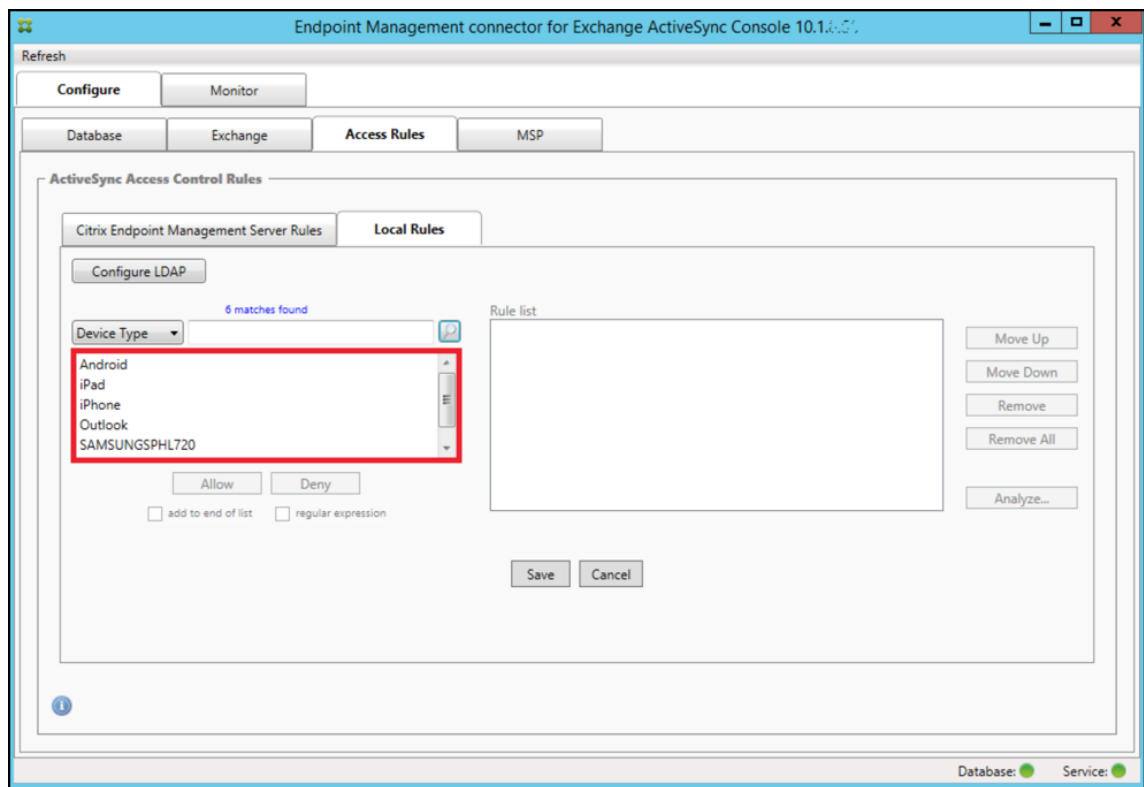 Endpoint Management connector for Exchange ActiveSync Console 10.1.
Refresh
Configure Monitor
Database Exchange Access Rules MSP
ActiveSync Access Control Rules
Citrix Endpoint Management Server Rules Local Rules
Configure LDAP
6 matches found
Rule list
Device Type
Android
iPad
iPhone
Outlook
SAMSUNGSPHL720
Move Up
Move Down
Remove
Remove All
Analyze...
Allow Deny
add to end of list regular expression
Save Cancel
Database: Service: